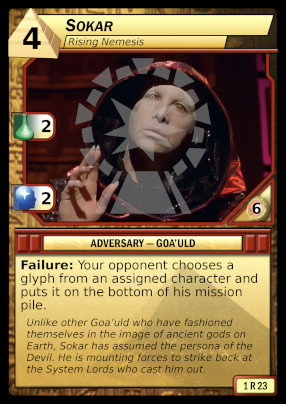 4
SOKAR
Rising Nemesis
2
2
6
ADVERSARY – GOA'ULD
Failure: Your opponent chooses a
glyph from an assigned character and
puts it on the bottom of his mission
pile.
Unlike other Goa'uld who have fashioned
themselves in the image of ancient gods on
Earth, Sokar has assumed the persona of the
Devil. He is mounting forces to strike back at
the System Lords who cast him out.
1 R 23